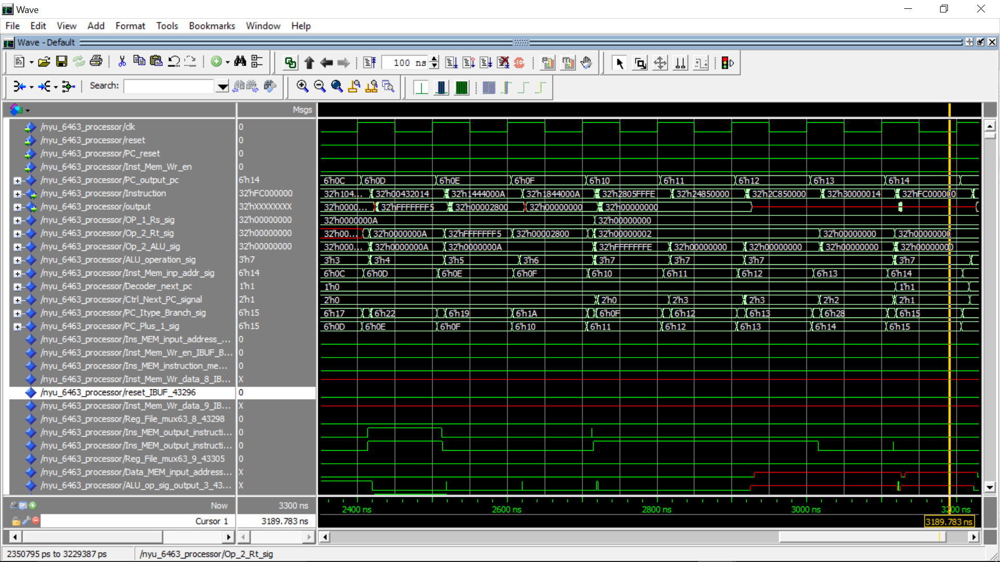 Wave
File Edit View Add Format Tools Bookmarks Window Help
Wave - Default
100 ns
Search:
Msgs
/nyu_6463_processor/clk 0
/nyu_6463_processor/reset 0
/nyu_6463_processor/PC_reset 0
/nyu_6463_processor/Inst_Mem_Wr_en 0
/nyu_6463_processor/PC_output_pc 6'h14 6'h0C 6'h0D 6'h0E 6'h0F 6'h10 6'h11 6'h12 6'h13 6'h14
/nyu_6463_processor/Instruction 32'hFC000000 32'h104... 32'h00432014 32'h1444000A 32'h1844000A 32'h2805FFFE 32'h24850000 32'h2C850000 32'h30000014 32'hFC000000
/nyu_6463_processor/output 32'hXXXXXXXX 32'h0000... 32'hFFFFFFF5 32'h00002800 32'h00000000 32'h00000000
/nyu_6463_processor/OP_1_Rs_sig 32'h00000000 32'h0000000A 32'h00000000
/nyu_6463_processor/Op_2_Rt_sig 32'h00000000 32'h00... 32'h0000000A 32'hFFFFFFF5 32'h00002800 32'h00000002 32'h00000000 32'h00000000
/nyu_6463_processor/Op_2_ALU_sig 32'h00000000 32'h000... 32'h0000000A 32'h0000000A 32'hFFFFFFFE 32'h00000000 32'h00000000 32'h00000000 32'h00000000
/nyu_6463_processor/ALU_operation_sig 3'h7 3'h3 3'h4 3'h5 3'h6 3'h7 3'h7 3'h7 3'h7
/nyu_6463_processor/Inst_Mem_inp_addr_sig 6'h14 6'h0C 6'h0D 6'h0E 6'h0F 6'h10 6'h11 6'h12 6'h13 6'h14
/nyu_6463_processor/Decoder_next_pc 1'h1 1'h0 1'h1
/nyu_6463_processor/Ctrl_Next_PC_signal 2'h1 2'h0 2'h0 2'h3 2'h3 2'h2 2'h1
/nyu_6463_processor/PC_Itype_Branch_sig 6'h15 6'h17 6'h22 6'h19 6'h1A 6'h0F 6'h12 6'h13 6'h28 6'h15
/nyu_6463_processor/PC_Plus_1_sig 6'h15 6'h0D 6'h0E 6'h0F 6'h10 6'h11 6'h12 6'h13 6'h14 6'h15
/nyu_6463_processor/Ins_MEM_input_address_... 0
/nyu_6463_processor/Inst_Mem_Wr_en_IBUF_B... 0
/nyu_6463_processor/Ins_MEM_instruction_me... 0
/nyu_6463_processor/Inst_Mem_Wr_data_8_IB... X
/nyu_6463_processor/reset_IBUF_43296 0
/nyu_6463_processor/Inst_Mem_Wr_data_9_IB... X
/nyu_6463_processor/Reg_File_mux63_8_43298 0
/nyu_6463_processor/Ins_MEM_output_instructi... 0
/nyu_6463_processor/Ins_MEM_output_instructi... 0
/nyu_6463_processor/Reg_File_mux63_9_43305 0
/nyu_6463_processor/Data_MEM_input_address... X
/nyu_6463_processor/ALU_op_sig_output_3_43... X
Now 3300 ns 2400 ns 2600 ns 2800 ns 3000 ns 3200 ns
Cursor 1 3189.783 ns 3189.783 ns
2350795 ps to 3229387 ps /nyu_6463_processor/Op_2_Rt_sig